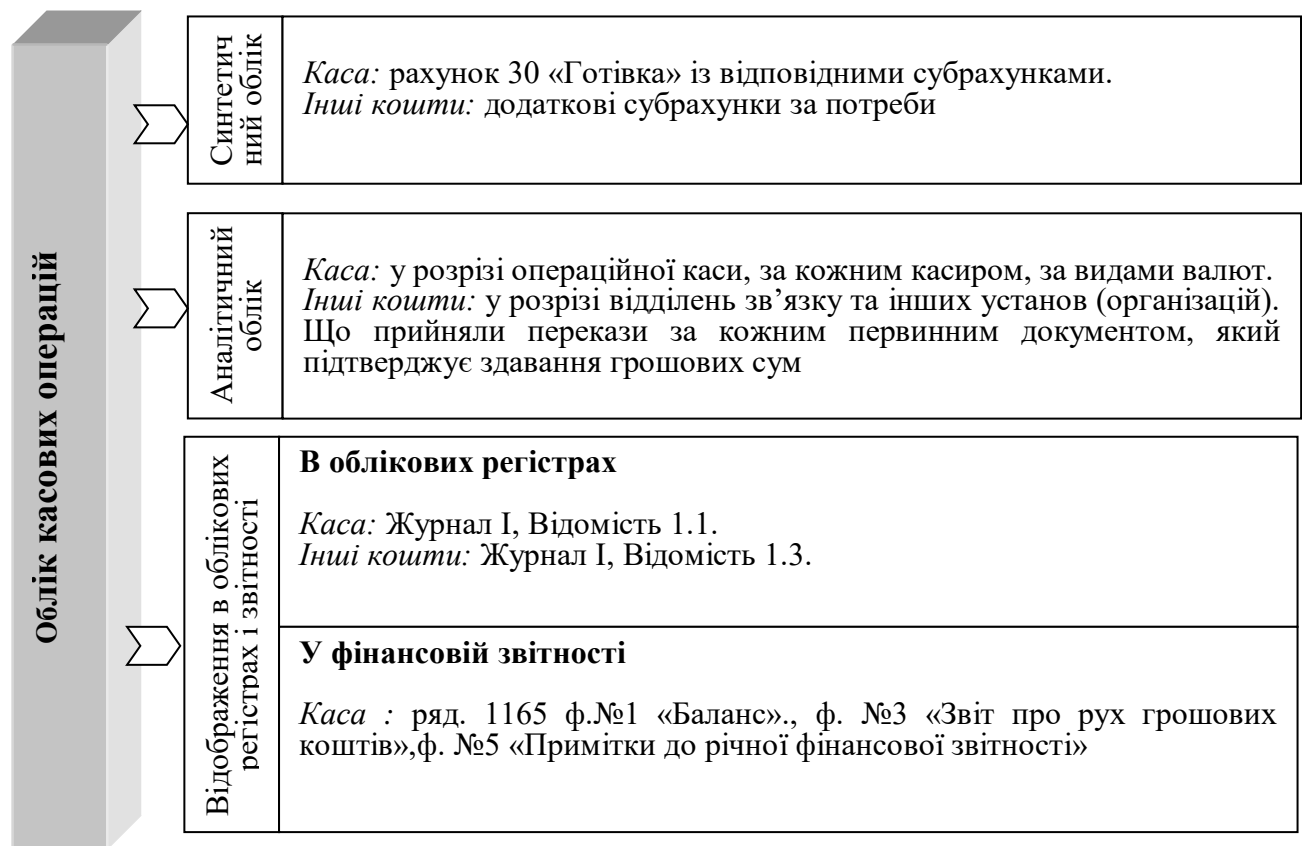 Облік касових операцій
Синтетич
ний облік
Каса: рахунок 30 «Готівка» із відповідними субрахунками.
Інші кошти: додаткові субрахунки за потреби
Аналітичний
облік
Каса: у розрізі операційної каси, за кожним касиром, за видами валют.
Інші кошти: у розрізі відділень зв’язку та інших установ (організацій).
Що прийняли перекази за кожним первинним документом, який
підтверджує здавання грошових сум
Відображення в облікових
регістрах і звітності
В облікових регістрах
Каса: Журнал І, Відомість 1.1.
Інші кошти: Журнал І, Відомість 1.3.
У фінансовій звітності
Каса : ряд. 1165 ф.№1 «Баланс»., ф. №3 «Звіт про рух грошових
коштів»,ф. №5 «Примітки до річної фінансової звітності»